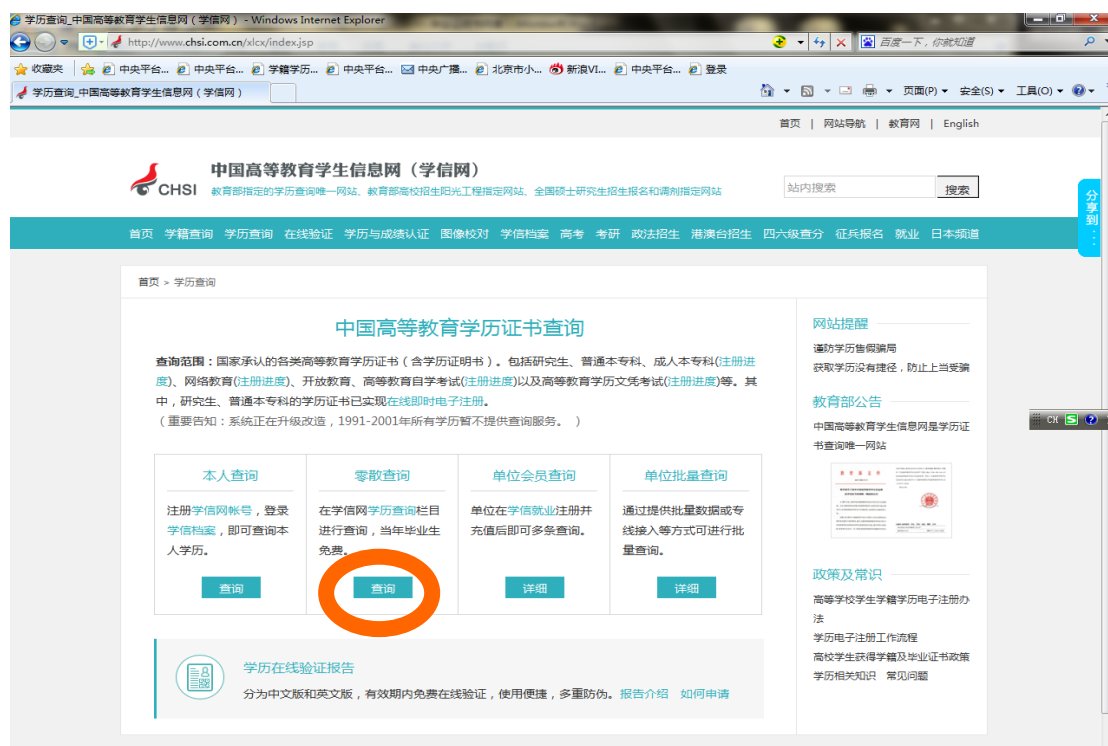 学历查询_中国高等教育学生信息网（学信网） - Windows Internet Explorer
http://www.chsi.com.cn/xlcx/index.jsp
百度一下，你就知道
收藏夹 中央平台... 中央平台... 学籍学历... 中央平台... 中央广播... 北京市小... 新浪VI... 中央平台... 登录
学历查询_中国高等教育学生信息网（学信网）
页面(P) 安全(S) 工具(O)
首页 | 网站导航 | 教育网 | English
中国高等教育学生信息网（学信网）
CHSI
教育部指定的学历查询唯一网站、教育部高校招生阳光工程指定网站、全国硕士研究生招生报名和调剂指定网站
站内搜索 搜索
分享到：
首页 学籍查询 学历查询 在线验证 学历与成绩认证 图像校对 学信档案 高考 考研 政法招生 港澳台招生 四六级查分 征兵报名 就业 日本频道
首页 > 学历查询
中国高等教育学历证书查询
查询范围：国家承认的各类高等教育学历证书（含学历证明书）。包括研究生、普通本专科、成人本专科(注册进
度)、网络教育(注册进度)、开放教育、高等教育自学考试(注册进度)以及高等教育学历文凭考试(注册进度)等。其
中，研究生、普通本专科的学历证书已实现在线即时电子注册。
（重要告知：系统正在升级改造，1991-2001年所有学历暂不提供查询服务。 ）
本人查询
注册学信网帐号，登录
学信档案，即可查询本
人学历。
查询
零散查询
在学信网学历查询栏目
进行查询，当年毕业生
免费。
查询
单位会员查询
单位在学信就业注册并
充值后即可多条查询。
详细
单位批量查询
通过提供批量数据或专
线接入等方式可进行批
量查询。
详细
学历在线验证报告
分为中文版和英文版，有效期内免费在线验证，使用便捷，多重防伪。报告介绍 如何申请
网站提醒
谨防学历售假骗局
获取学历没有捷径，防止上当受骗
教育部公告
中国高等教育学生信息网是学历证
书查询唯一网站
政策及常识
高等学校学生学籍学历电子注册办
法
学历电子注册工作流程
高校学生获得学籍及毕业证书政策
学历相关知识 常见问题
CH